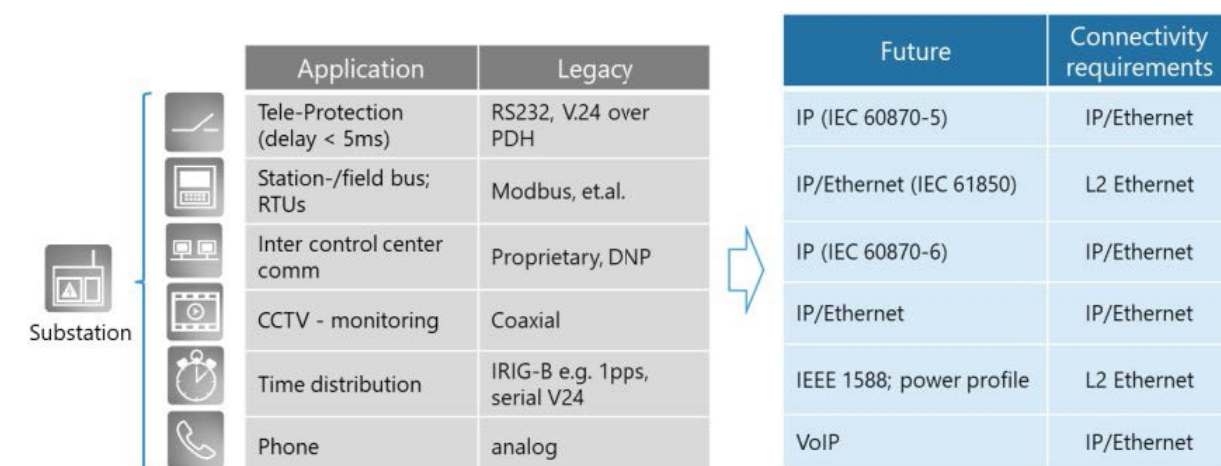 Application
Legacy
Future
Connectivity
requirements
Tele-Protection
(delay < 5ms)
RS232, V.24 over
PDH
IP (IEC 60870-5)
IP/Ethernet
Station-/field bus;
RTUs
Modbus, et.al.
IP/Ethernet (IEC 61850)
L2 Ethernet
Inter control center
comm
Proprietary, DNP
IP (IEC 60870-6)
IP/Ethernet
Substation
CCTV - monitoring
Coaxial
IP/Ethernet
IP/Ethernet
Time distribution
IRIG-B e.g. 1pps,
serial V24
IEEE 1588; power profile
L2 Ethernet
Phone
analog
VoIP
IP/Ethernet